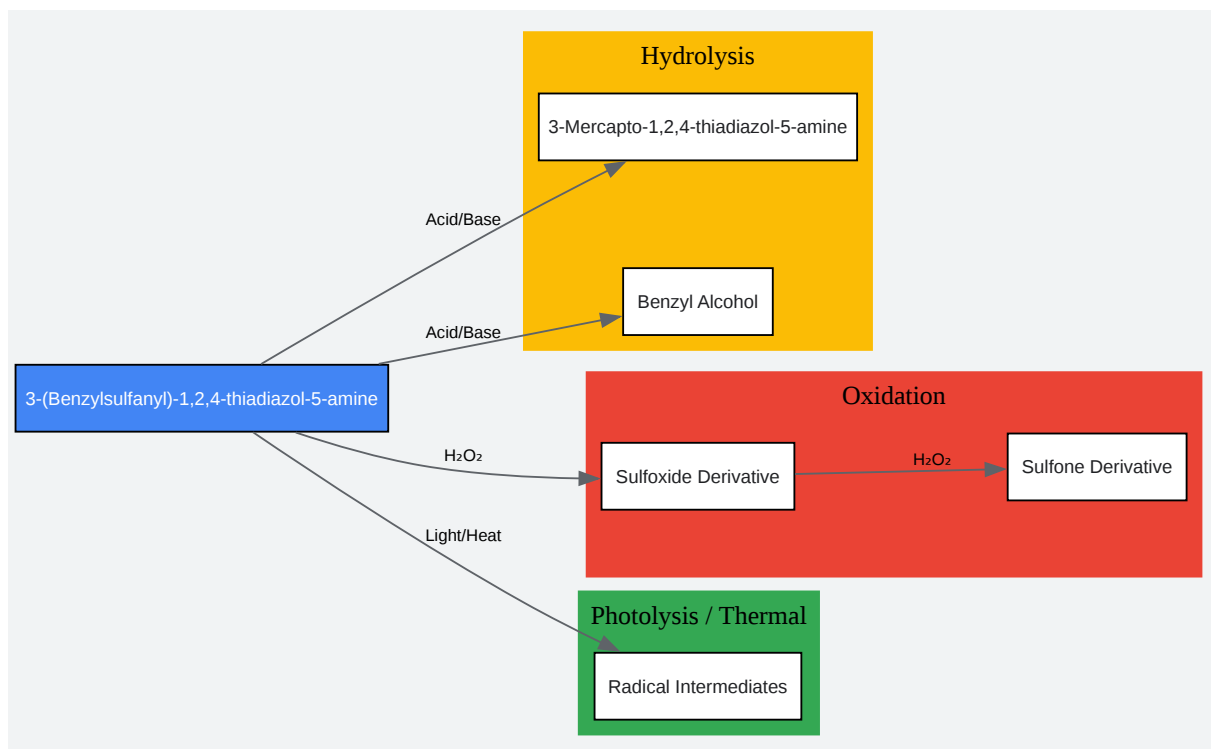 Hydrolysis
3-Mercapto-1,2,4-thiadiazol-5-amine
Acid/Base
Benzyl Alcohol
Acid/Base
3-(Benzylsulfanyl)-1,2,4-thiadiazol-5-amine
Oxidation
H₂O₂
Sulfoxide Derivative
H₂O₂
Sulfone Derivative
Light/Heat
Photolysis / Thermal
Radical Intermediates